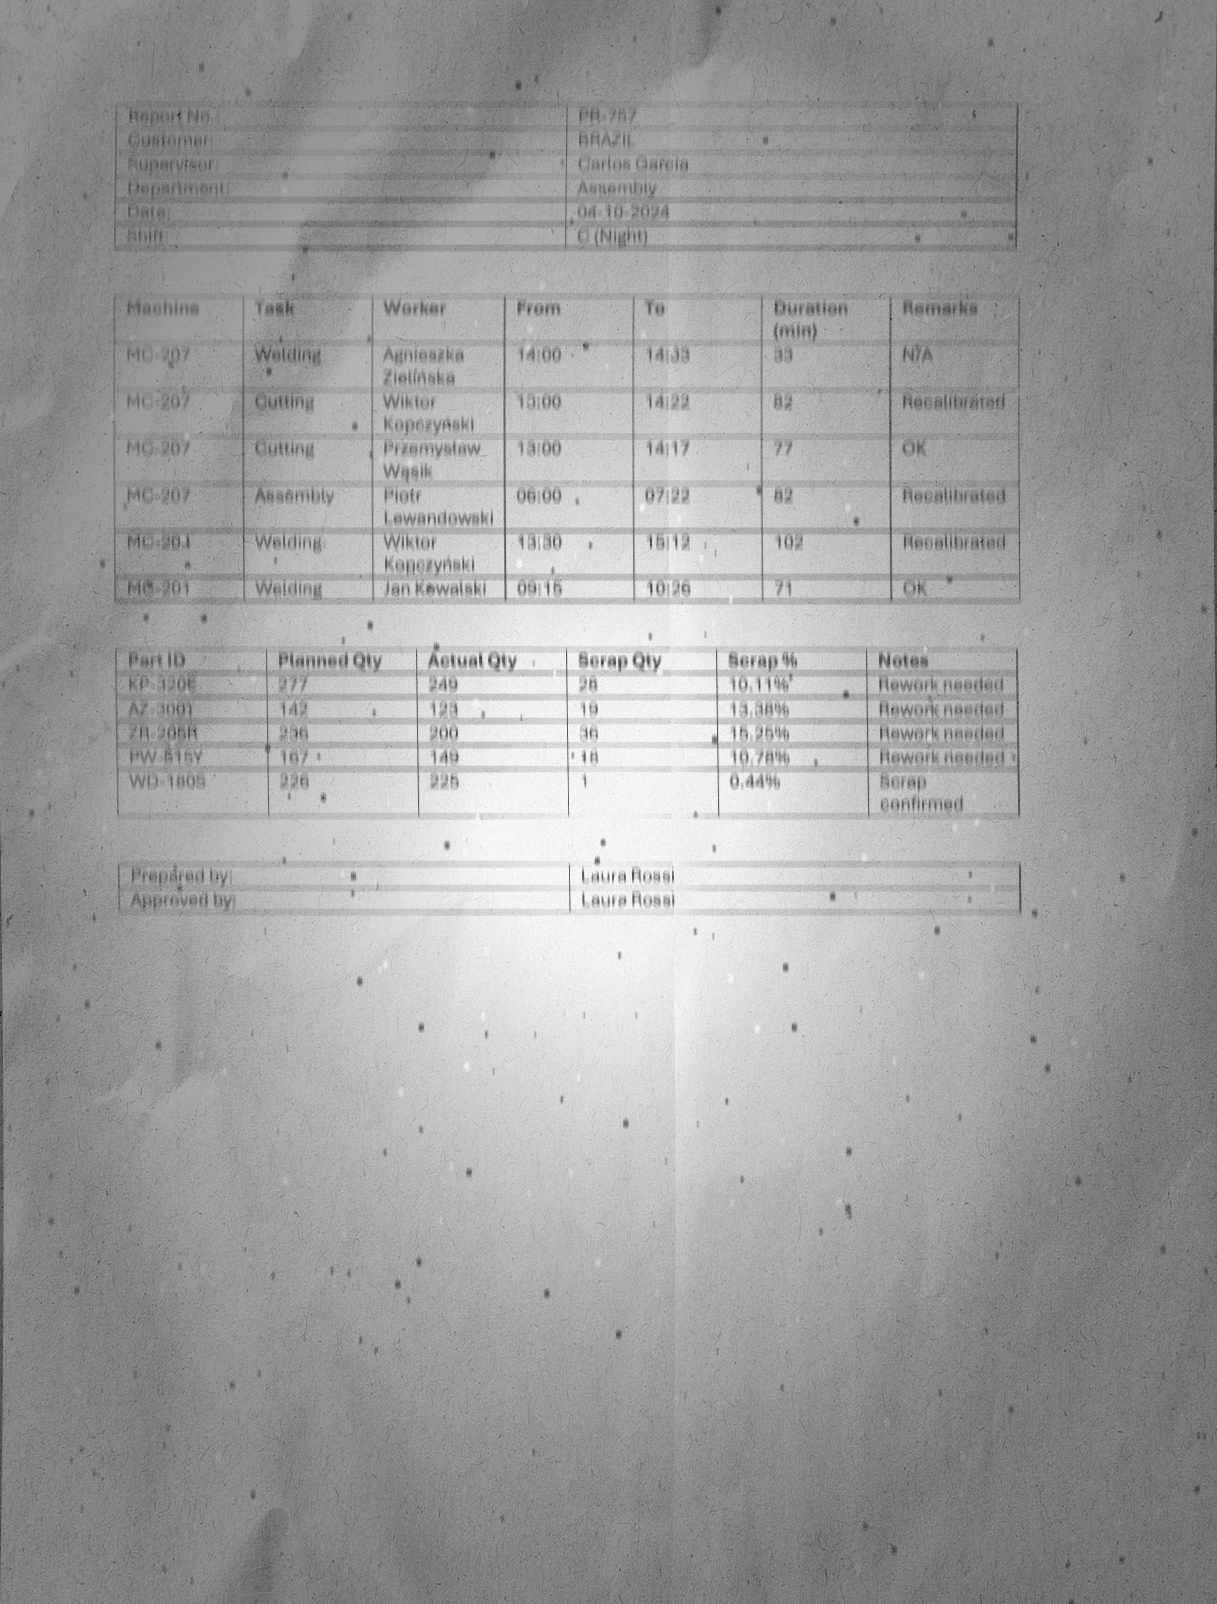 Report No.: PR-757
Customer: BRAZIL
Supervisor: Carlos Garcia
Department: Assembly
Date: 04-10-2024
Shift: C (Night)
Machine Task Worker From To Duration Remarks
(min)
MC-207 Welding Agnieszka 14:00 14:33 33 N/A
Zielińska
MC-207 Cutting Wiktor 13:00 14:22 82 Recalibrated
Kopczyński
MC-207 Cutting Przemysław 13:00 14:17 77 OK
Wąsik
MC-207 Assembly Piotr 06:00 07:22 82 Recalibrated
Lewandowski
Welding Wiktor 13:30 15:12 102 Recalibrated
Kopczyński
MC-201 Welding Jan Kowalski 09:15 10:26 71 OK
Part ID Planned Qty Actual Qty Scrap Qty Scrap % Notes
KP-320E 277 249 28 10.11% Rework needed
142 123 19 13.38% Rework needed
236 200 36 15.25% Rework needed
PW-515Y 167 149 18 10.78% Rework needed
WD-180S 226 225 1 0.44% Scrap
confirmed
Prepared by: Laura Rossi
Approved by: Laura Rossi